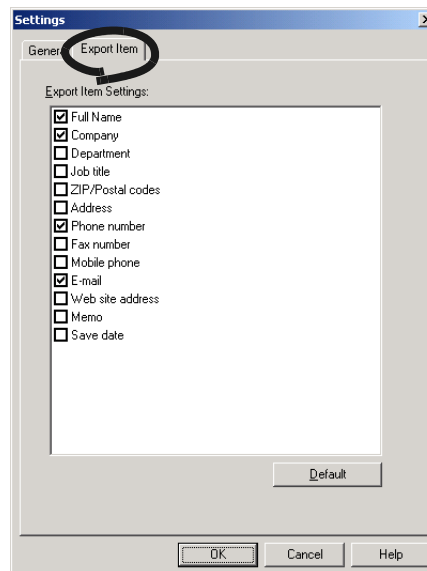 Settings
General Export Item
Export Item Settings:
Full Name
Company
Department
Job title
ZIP/Postal codes
Address
Phone number
Fax number
Mobile phone
E-mail
Web site address
Memo
Save date
Default
OK Cancel Help